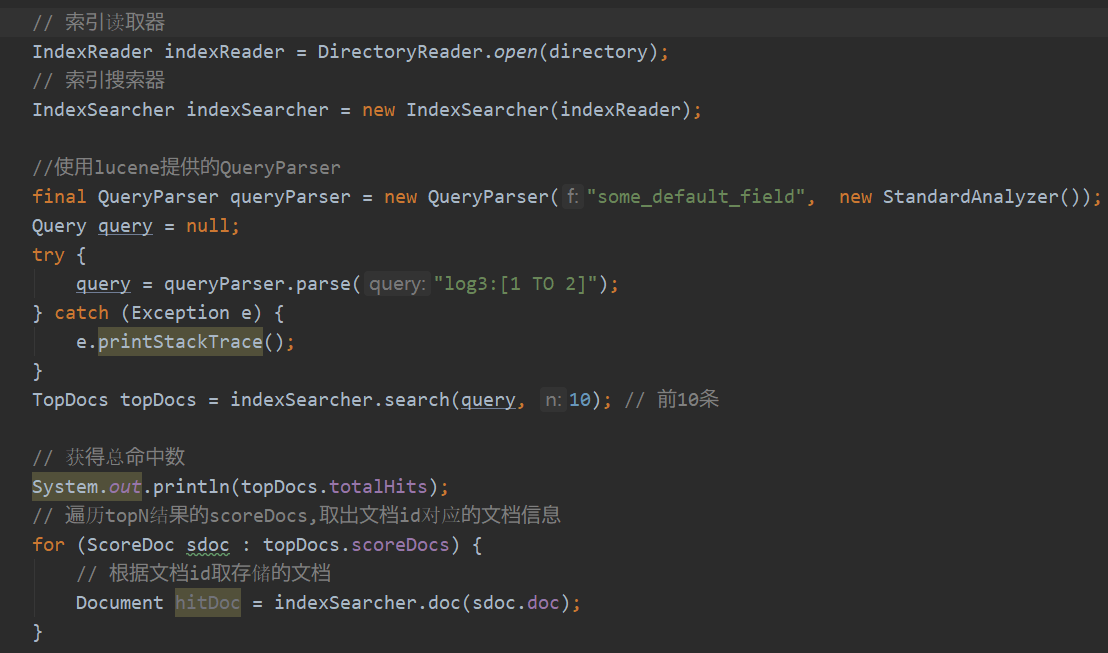 // 索引读取器
IndexReader indexReader = DirectoryReader.open(directory);
// 索引搜索器
IndexSearcher indexSearcher = new IndexSearcher(indexReader);
//使用lucene提供的QueryParser
final QueryParser queryParser = new QueryParser( f: "some_default_field",  new StandardAnalyzer());
Query query = null;
try {
    query = queryParser.parse( query: "log3:[1 TO 2]");
} catch (Exception e) {
    e.printStackTrace();
}
TopDocs topDocs = indexSearcher.search(query, n: 10); // 前10条
// 获得总命中数
System.out.println(topDocs.totalHits);
// 遍历topN结果的scoreDocs,取出文档id对应的文档信息
for (ScoreDoc sdoc : topDocs.scoreDocs) {
    // 根据文档id取存储的文档
    Document hitDoc = indexSearcher.doc(sdoc.doc);
}